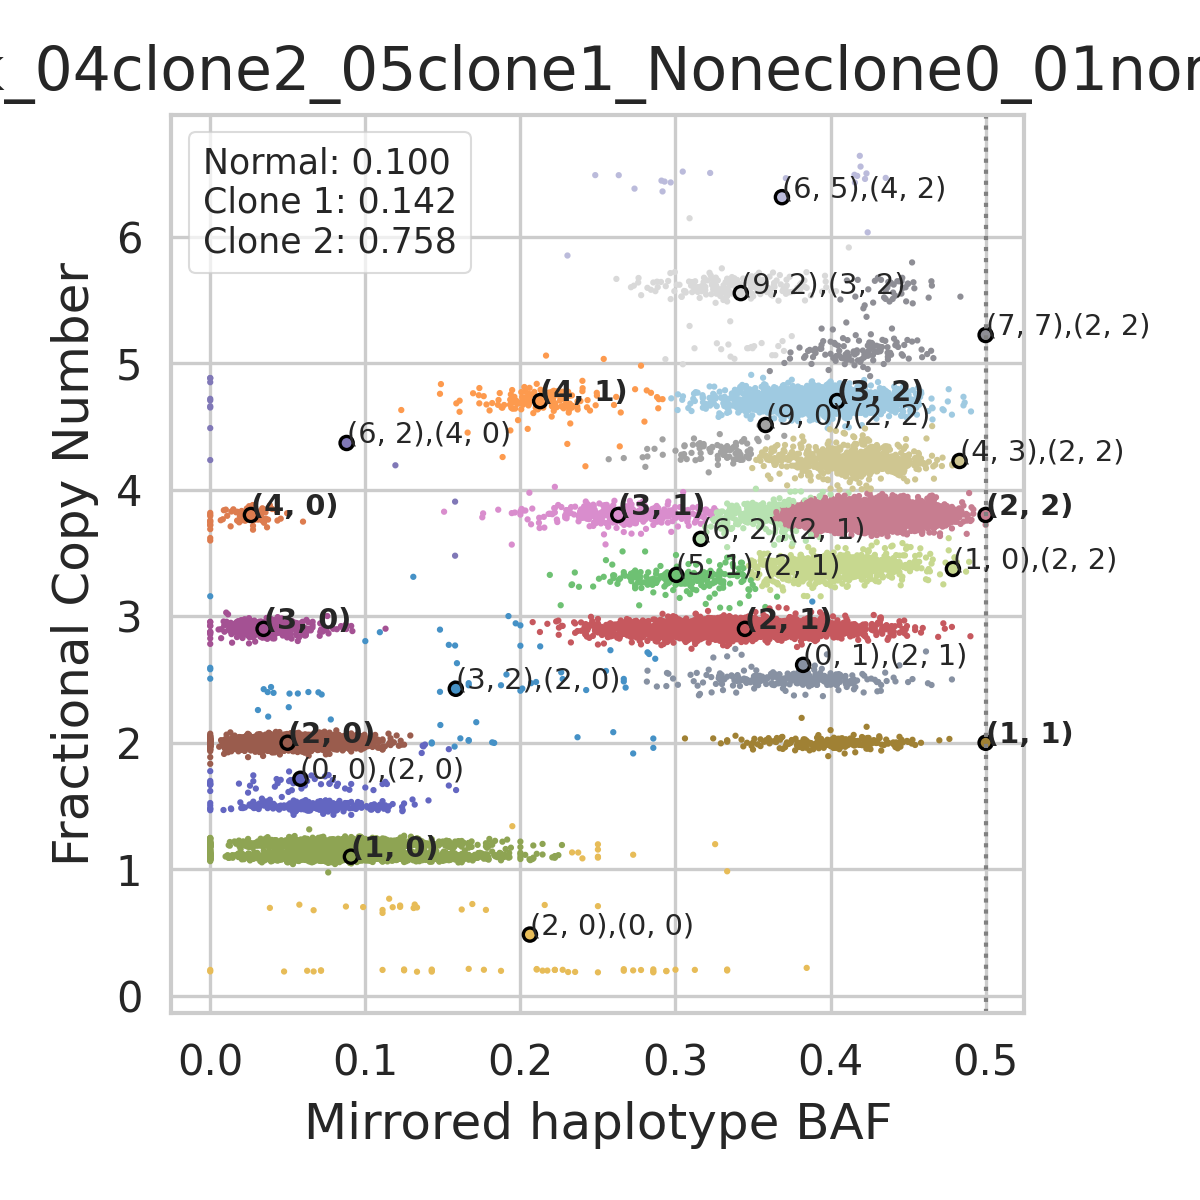 _04clone2_05clone1_Noneclone0_01nor
Normal: 0.100
Clone 1: 0.142
Clone 2: 0.758
(6, 5),(4, 2)
(9, 2),(3, 2)
(7, 7),(2, 2)
(4, 1)
(3, 2)
(9, 0),(2, 2)
(6, 2),(4, 0)
(4, 3),(2, 2)
(4, 0)
(3, 1)
(2, 2)
(6, 2),(2, 1)
(5, 1),(2, 1)
(1, 0),(2, 2)
(3, 0)
(2, 1)
(0, 1),(2, 1)
(3, 2),(2, 0)
(2, 0)
(1, 1)
(0, 0),(2, 0)
(1, 0)
(2, 0),(0, 0)
6
5
4
3
2
1
0
Fractional Copy Number
0.0 0.1 0.2 0.3 0.4 0.5
Mirrored haplotype BAF